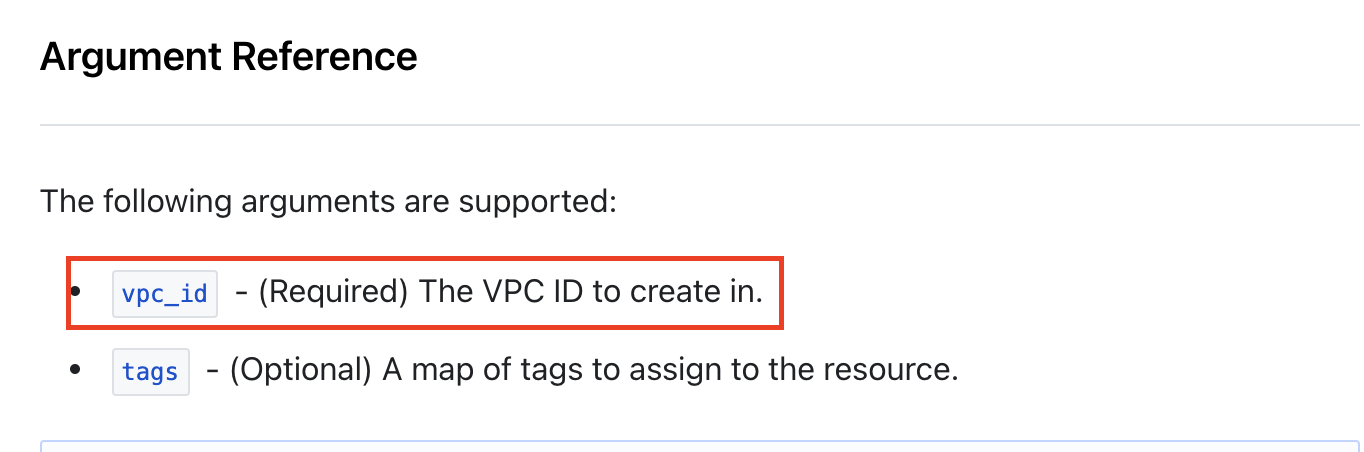 Argument Reference
The following arguments are supported:
• vpc_id - (Required) The VPC ID to create in.
• tags - (Optional) A map of tags to assign to the resource.